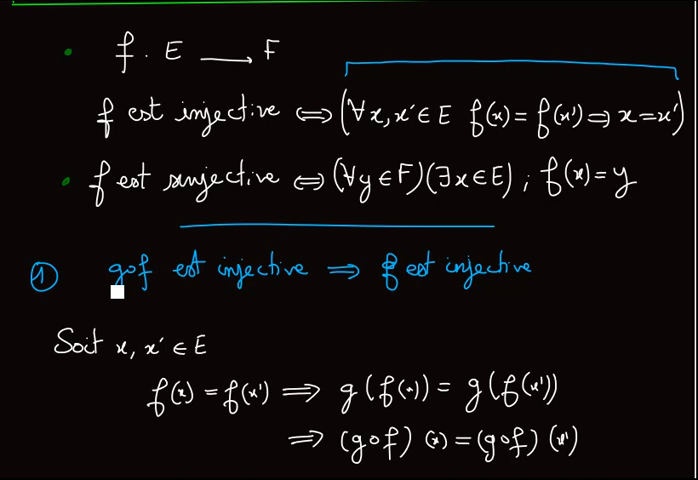 • f . E ⟶ F
f est injective ⟺ (∀x, x' ∈ E f(x) = f(x') ⟹ x = x')
• f est surjective ⟺ (∀y ∈ F)(∃x ∈ E) ; f(x) = y
① gof est injective ⟹ f est injective
Soit x, x' ∈ E
f(x) = f(x') ⟹ g(f(x)) = g(f(x'))
⟹ (gof)(x) = (gof)(x')